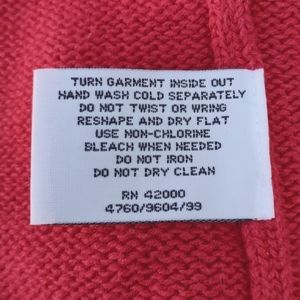 TURN GARMENT INSIDE OUT
HAND WASH COLD SEPARATELY
DO NOT TWIST OR WRING
RESHAPE AND DRY FLAT
USE NON-CHLORINE
BLEACH WHEN NEEDED
DO NOT IRON
DO NOT DRY CLEAN
RN 42000
4760/9604/99